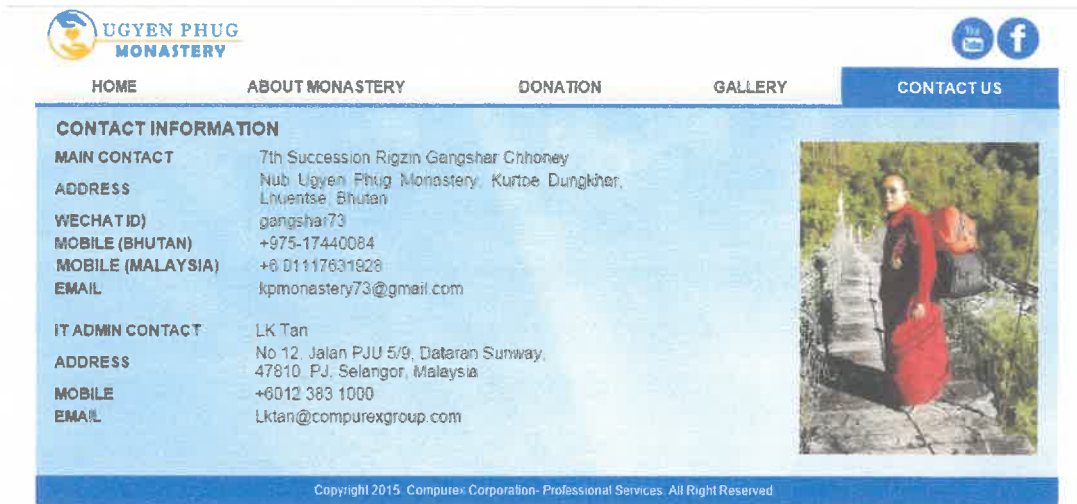 UGYEN PHUG
MONASTERY
You
Tube
f
HOME ABOUT MONASTERY DONATION GALLERY CONTACT US
CONTACT INFORMATION
MAIN CONTACT 7th Succession Rigzin Gangshar Chhoney
ADDRESS Nub Ugyen Phug Monastery, Kurtoe Dungkhar,
Lhuentse, Bhutan
WECHAT ID) gangshar73
MOBILE (BHUTAN) +975-17440084
MOBILE (MALAYSIA) +6 01117631928
EMAIL kpmonastery73@gmail.com
IT ADMIN CONTACT LK Tan
ADDRESS No 12, Jalan PJU 5/9, Dataran Sunway,
47810, PJ, Selangor, Malaysia
MOBILE +6012 383 1000
EMAIL Lktan@compurexgroup.com
Copyright 2015. Compurex Corporation- Professional Services. All Right Reserved